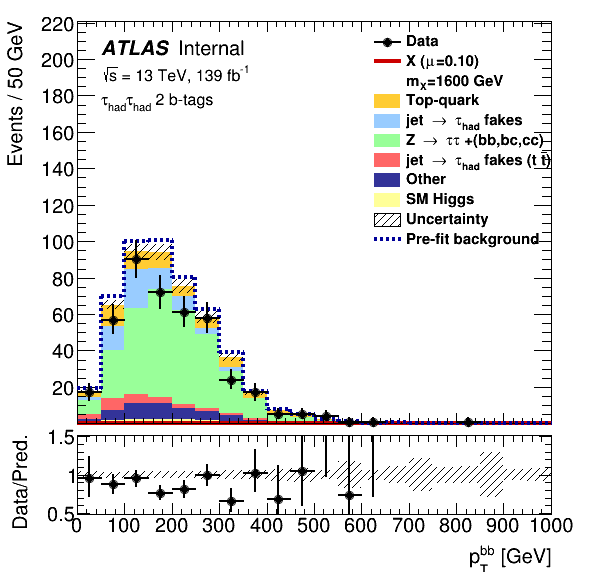 Events / 50 GeV
220
200
180
160
140
120
100
80
60
40
20
ATLAS Internal
√s = 13 TeV, 139 fb⁻¹
τhadτhad 2 b-tags
Data
X (μ=0.10)
mX=1600 GeV
Top-quark
jet → τhad fakes
Z → ττ +(bb,bc,cc)
jet → τhad fakes (t t̄)
Other
SM Higgs
Uncertainty
Pre-fit background
Data/Pred.
1.5
1
0.5
0 100 200 300 400 500 600 700 800 900 1000
pTbb [GeV]